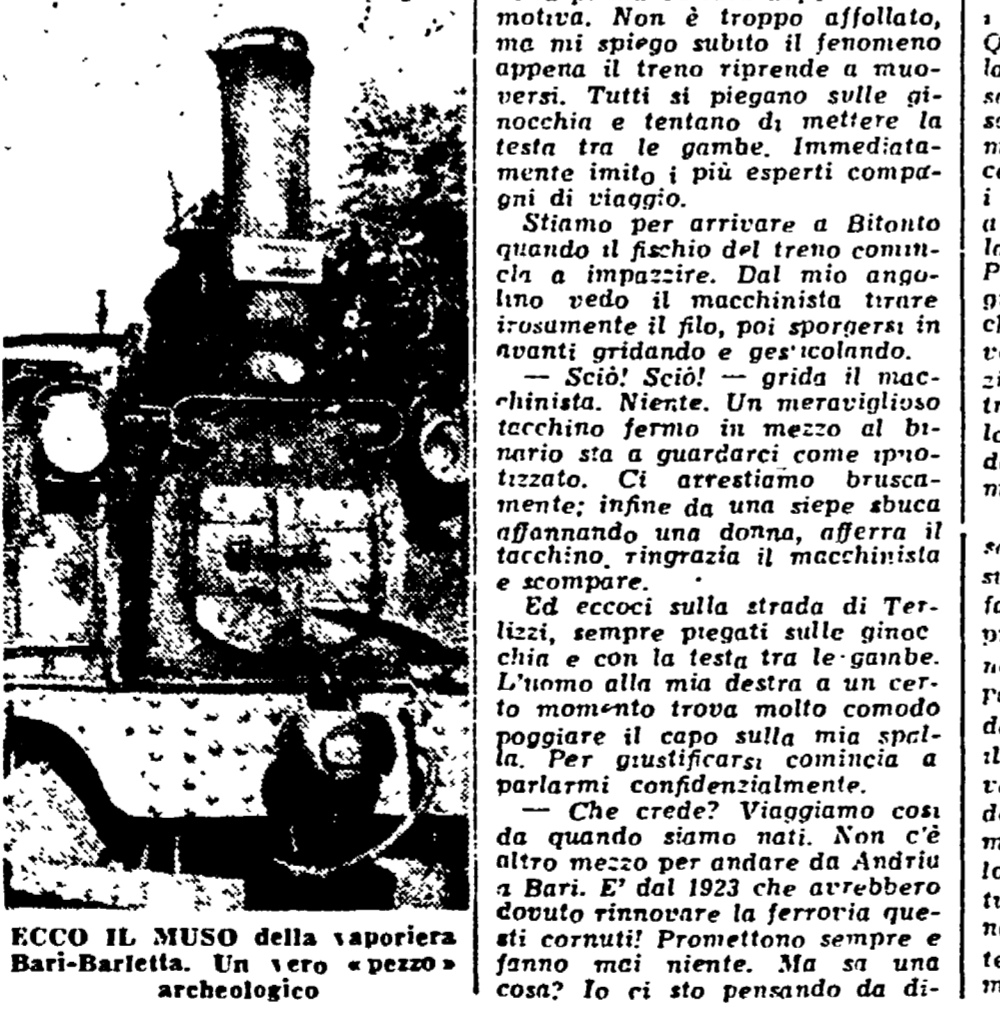 ECCO IL MUSO della vaporiera
Bari-Barletta. Un vero «pezzo»
archeologico
motiva. Non è troppo affollato,
ma mi spiego subito il fenomeno
appena il treno riprende a muo-
versi. Tutti si piegano sulle gi-
nocchia e tentano di mettere la
testa tra le gambe. Immediata-
mente imito i più esperti compa-
gni di viaggio.
Stiamo per arrivare a Bitonto
quando il fischio del treno comin-
cia a impazzire. Dal mio ango-
lino vedo il macchinista tirare
irosamente il filo, poi sporgersi in
avanti gridando e gesticolando.
— Sciò! Sciò! — grida il mac-
chinista. Niente. Un meraviglioso
tacchino fermo in mezzo al bi-
nario sta a guardarci come ipno-
tizzato. Ci arrestiamo brusca-
mente; infine da una siepe sbuca
affannando una donna, afferra il
tacchino, ringrazia il macchinista
e scompare.
Ed eccoci sulla strada di Ter-
lizzi, sempre piegati sulle ginoc
chia e con la testa tra le gambe.
L'uomo alla mia destra a un cer-
to momento trova molto comodo
poggiare il capo sulla mia spal-
la. Per giustificarsi comincia a
parlarmi confidenzialmente.
— Che crede? Viaggiamo così
da quando siamo nati. Non c'è
altro mezzo per andare da Andria
a Bari. E' dal 1923 che avrebbero
dovuto rinnovare la ferrovia que-
sti cornuti! Promettono sempre e
fanno mai niente. Ma sa una
cosa? Io ci sto pensando da di-